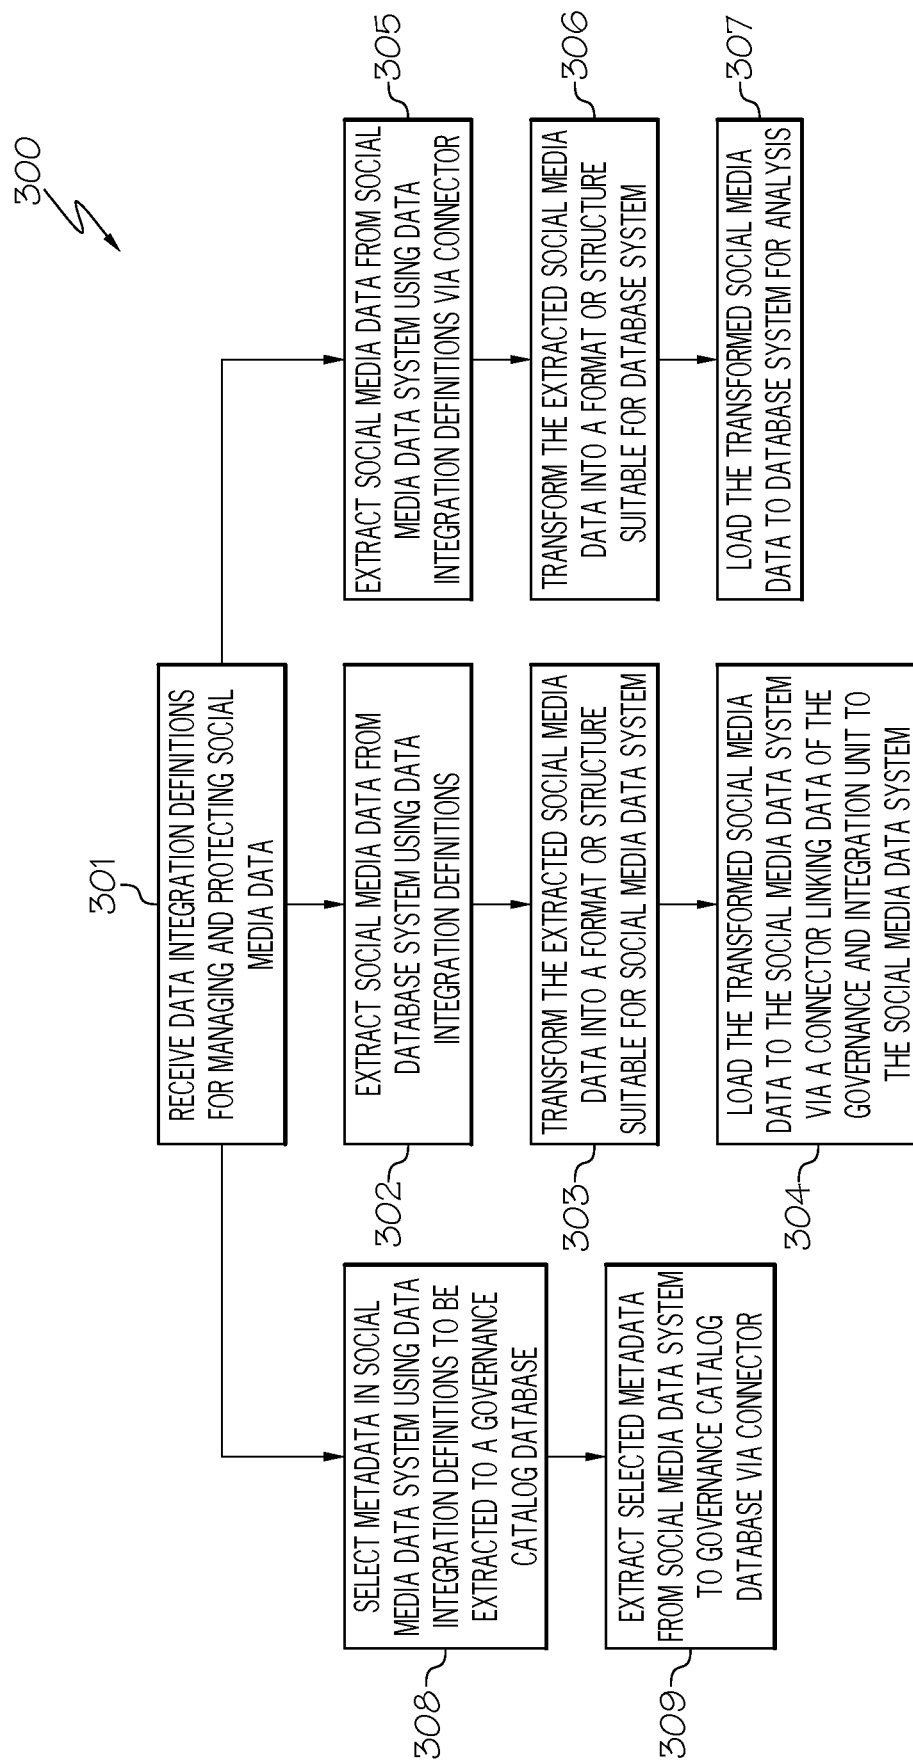 300
301
RECEIVE DATA INTEGRATION DEFINITIONS
FOR MANAGING AND PROTECTING SOCIAL
MEDIA DATA
308
SELECT METADATA IN SOCIAL
MEDIA DATA SYSTEM USING DATA
INTEGRATION DEFINITIONS TO BE
EXTRACTED TO A GOVERNANCE
CATALOG DATABASE
309
EXTRACT SELECTED METADATA
FROM SOCIAL MEDIA DATA SYSTEM
TO GOVERNANCE CATALOG
DATABASE VIA CONNECTOR
302
EXTRACT SOCIAL MEDIA DATA FROM
DATABASE SYSTEM USING DATA
INTEGRATION DEFINITIONS
303
TRANSFORM THE EXTRACTED SOCIAL MEDIA
DATA INTO A FORMAT OR STRUCTURE
SUITABLE FOR SOCIAL MEDIA DATA SYSTEM
304
LOAD THE TRANSFORMED SOCIAL MEDIA
DATA TO THE SOCIAL MEDIA DATA SYSTEM
VIA A CONNECTOR LINKING DATA OF THE
GOVERNANCE AND INTEGRATION UNIT TO
THE SOCIAL MEDIA DATA SYSTEM
305
EXTRACT SOCIAL MEDIA DATA FROM SOCIAL
MEDIA DATA SYSTEM USING DATA
INTEGRATION DEFINITIONS VIA CONNECTOR
306
TRANSFORM THE EXTRACTED SOCIAL MEDIA
DATA INTO A FORMAT OR STRUCTURE
SUITABLE FOR DATABASE SYSTEM
307
LOAD THE TRANSFORMED SOCIAL MEDIA
DATA TO DATABASE SYSTEM FOR ANALYSIS